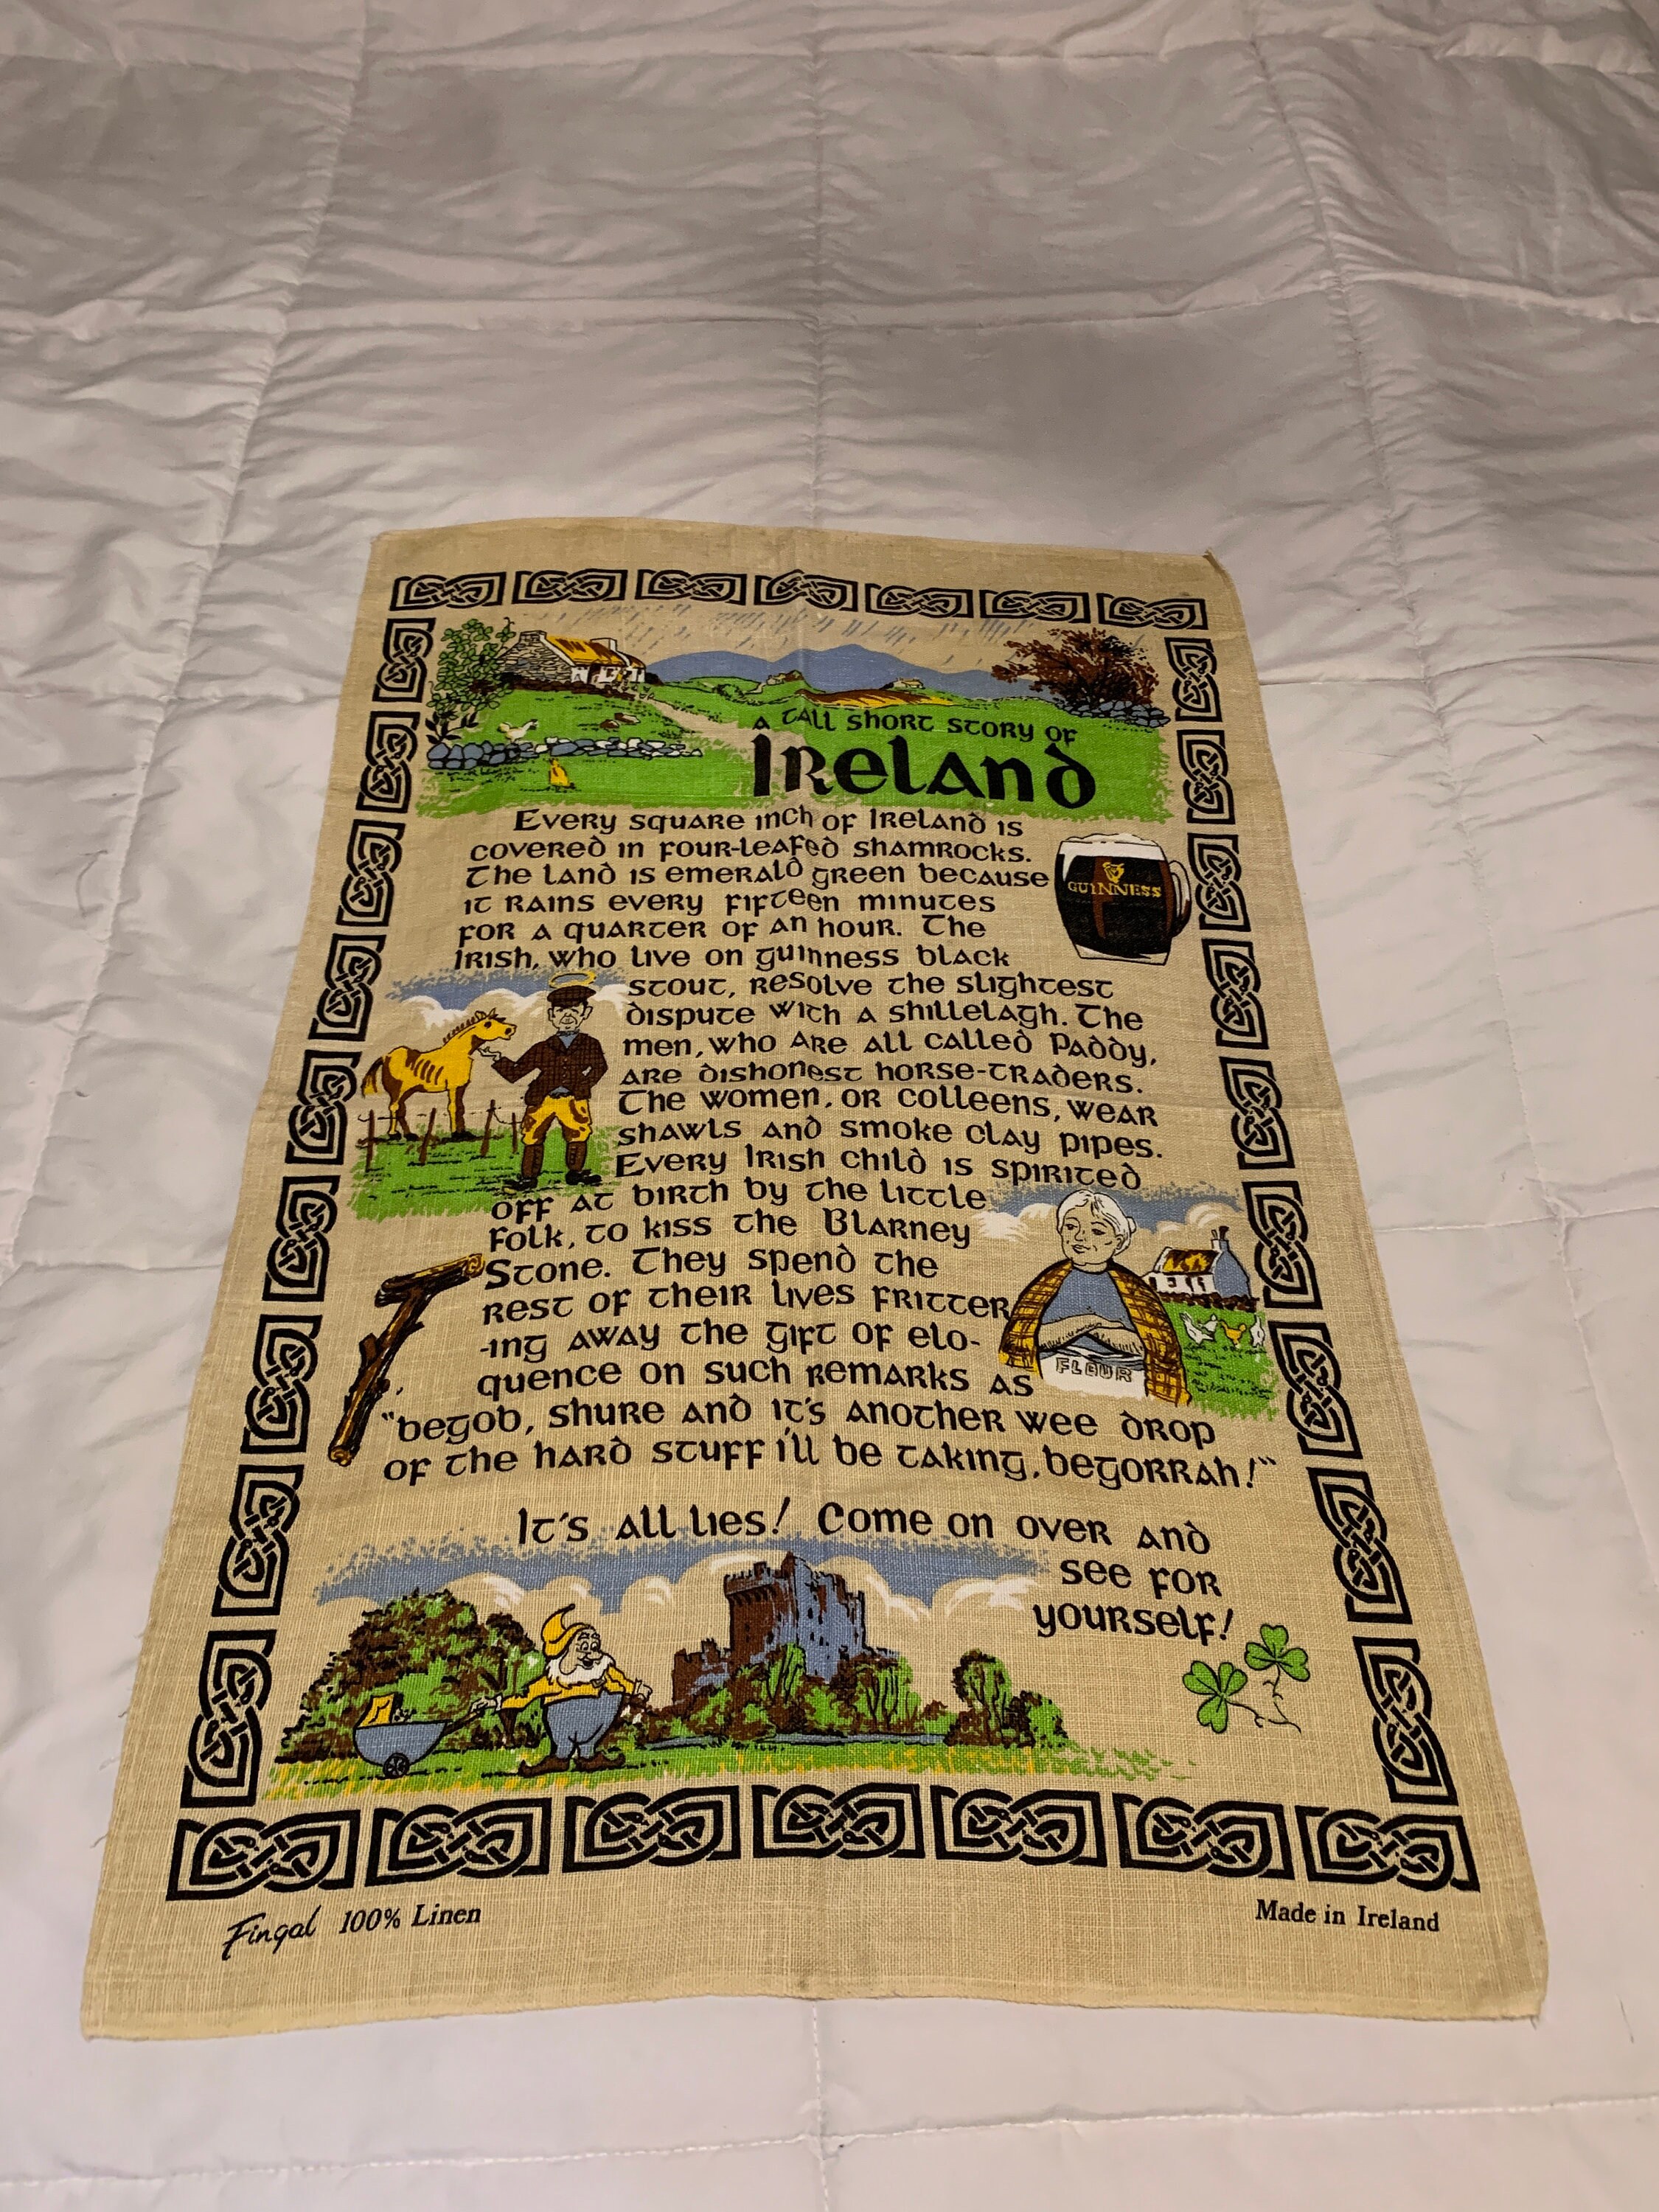 A tall short story of
Ireland
Every square inch of Ireland is
covered in four-leafed shamrocks.
The land is emerald green because
it rains every fifteen minutes
for a quarter of an hour. The
Irish, who live on guinness black
stout, resolve the slightest
dispute with a shillelagh. The
men, who are all called Paddy,
are dishonest horse-traders.
The women, or colleens, wear
shawls and smoke clay pipes.
Every Irish child is spirited
off at birth by the little
folk, to kiss the Blarney
Stone. They spend the
rest of their lives fritter
-ing away the gift of elo-
quence on such remarks as
"begob, shure and it's another wee drop
of the hard stuff i'll be taking, begorrah!"
It's all lies! Come on over and
see for
yourself!
GUINNESS
FLOUR
Fingal 100% Linen
Made in Ireland